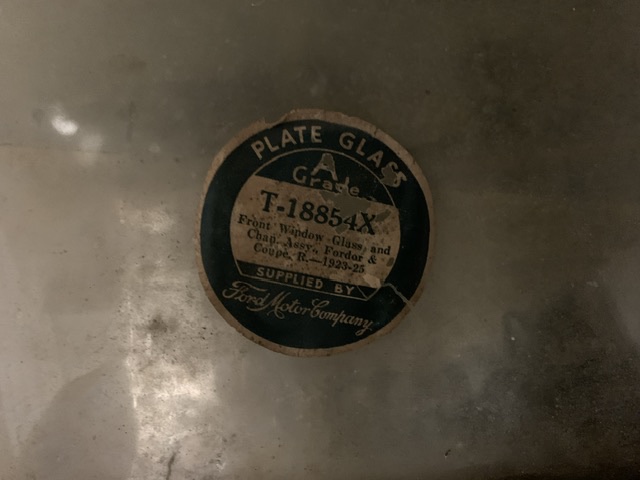 PLATE GLASS
A
Grade
T-18854X
Front Window Glass and
Chan. Assy. Fordor &
Coupe, R.—1923-25
SUPPLIED BY
Ford Motor Company